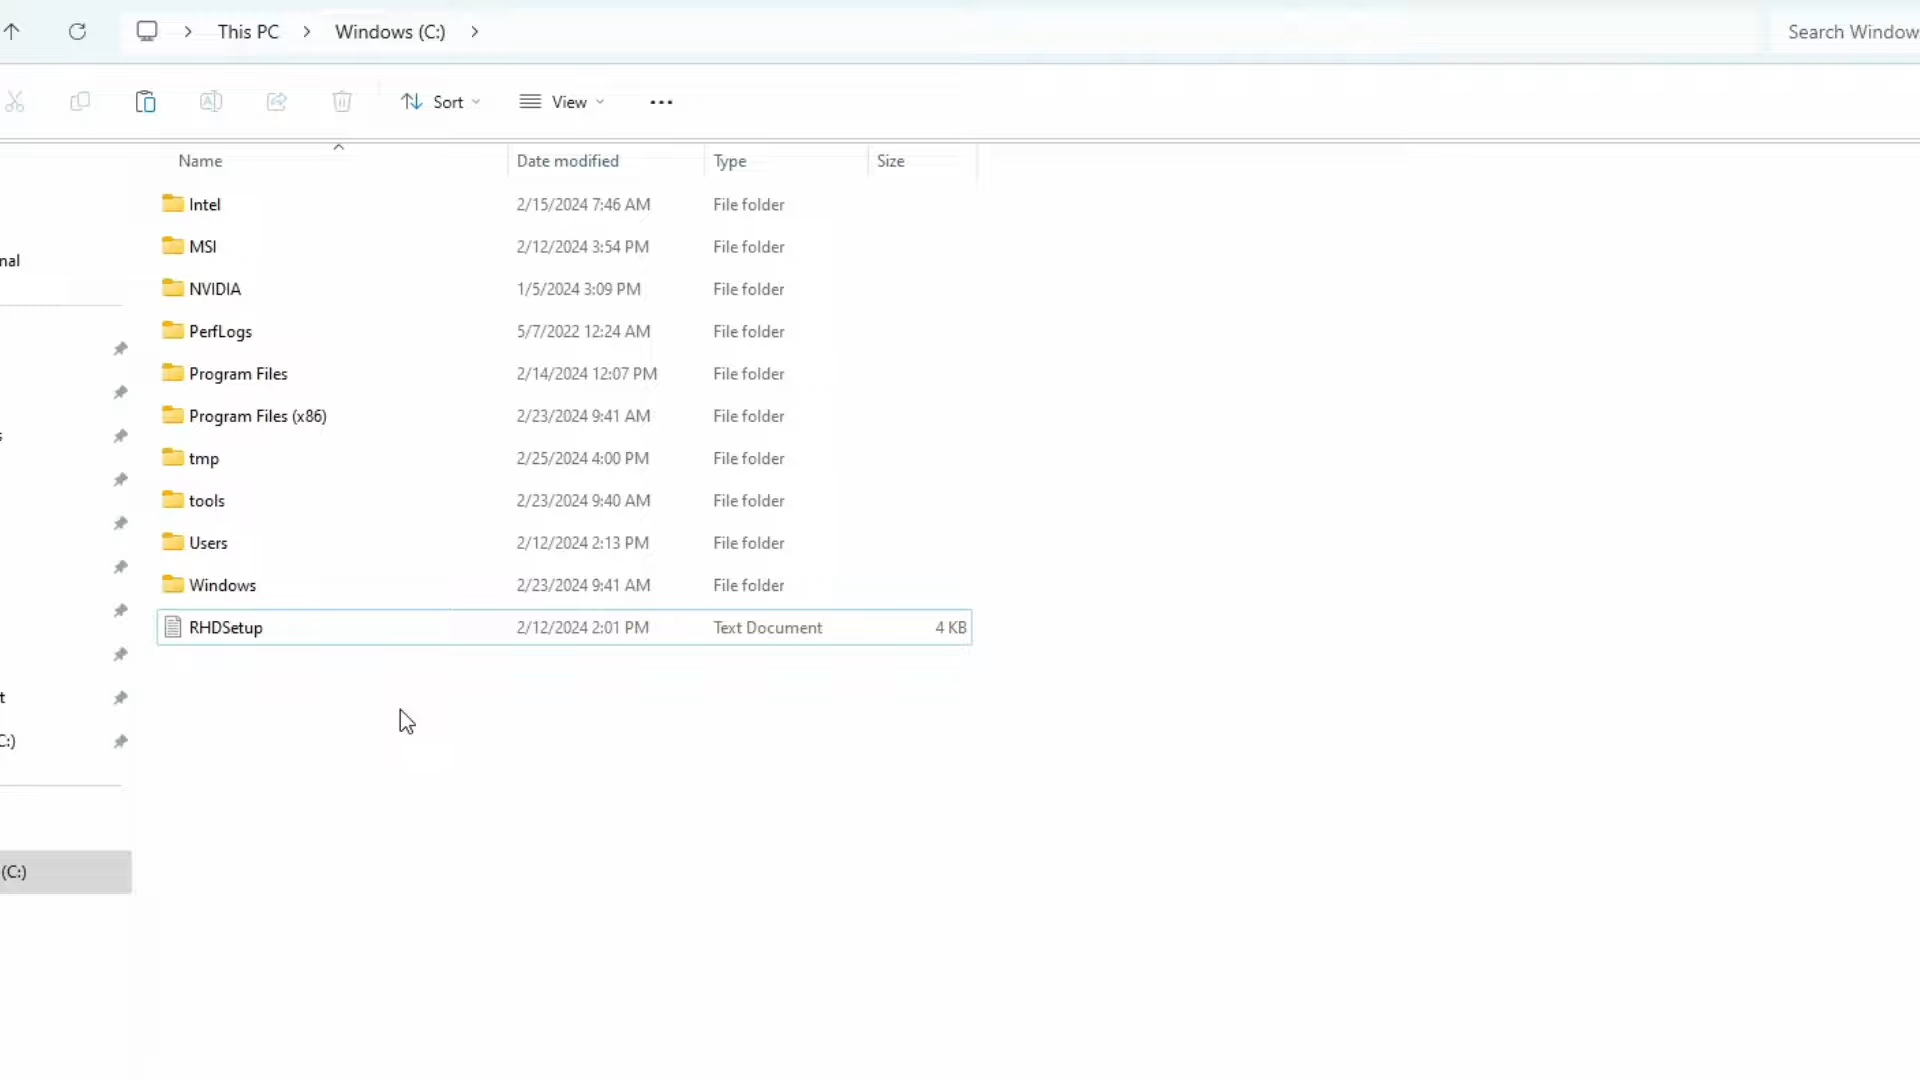 This PC Windows (C:) Search Window
Sort View
Name Date modified Type Size
Intel 2/15/2024 7:46 AM File folder
MSI 2/12/2024 3:54 PM File folder
nal
NVIDIA 1/5/2024 3:09 PM File folder
PerfLogs 5/7/2022 12:24 AM File folder
Program Files 2/14/2024 12:07 PM File folder
Program Files (x86) 2/23/2024 9:41 AM File folder
s
tmp 2/25/2024 4:00 PM File folder
tools 2/23/2024 9:40 AM File folder
Users 2/12/2024 2:13 PM File folder
Windows 2/23/2024 9:41 AM File folder
RHDSetup 2/12/2024 2:01 PM Text Document 4 KB
t
C:)
(C:)